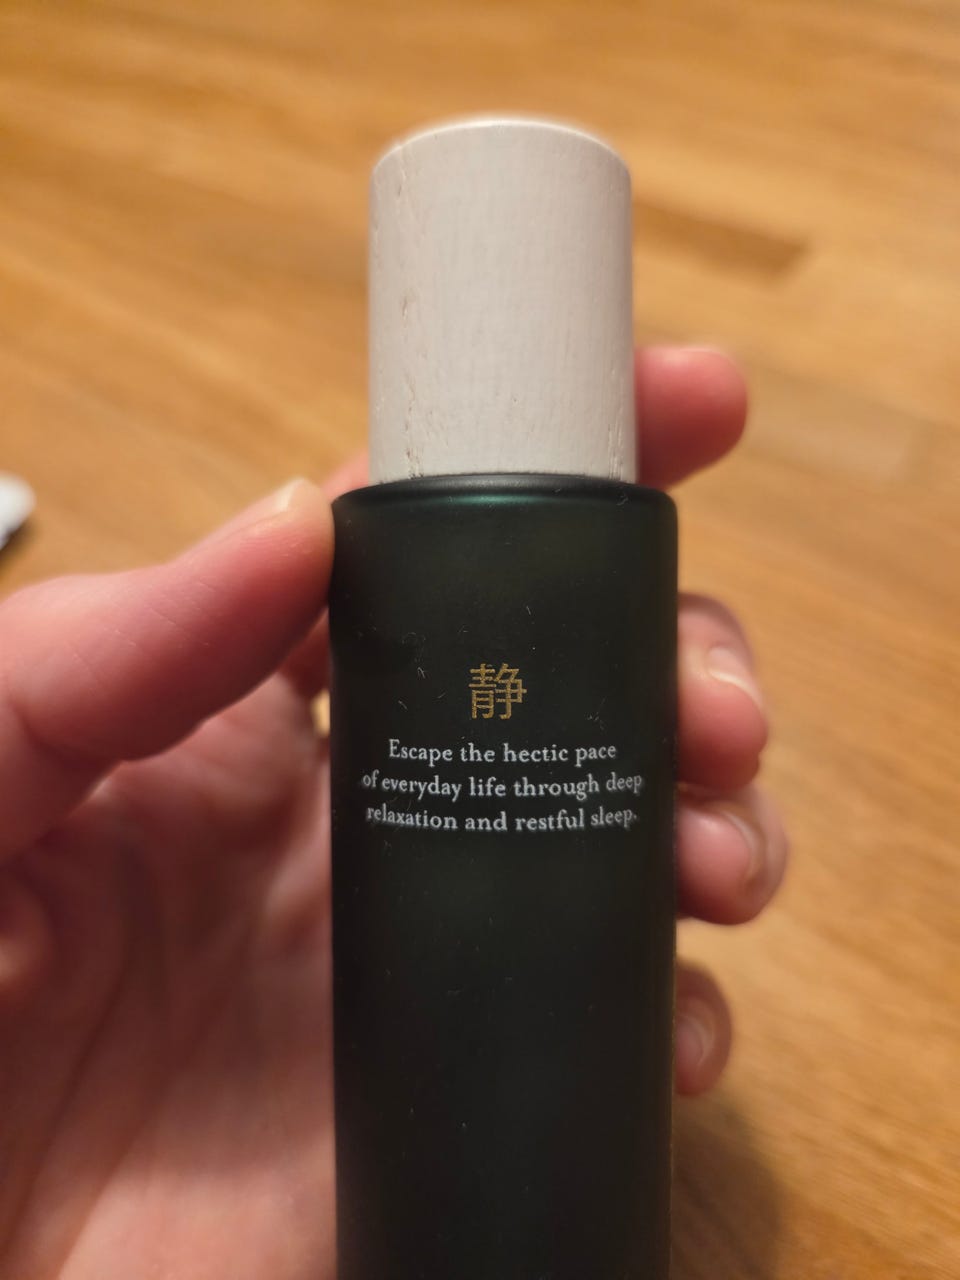 静
Escape the hectic pace
of everyday life through deep
relaxation and restful sleep.